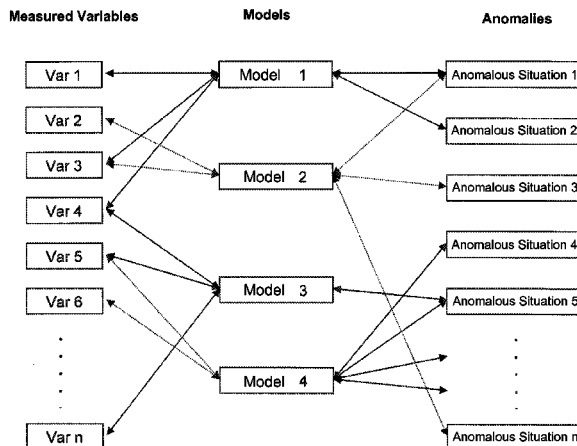 Measured Variables
Models
Anomalies
Var 1
Model 1
Anomalous Situation 1
Var 2
Anomalous Situation 2
Var 3
Model 2
Anomalous Situation 3
Var 4
Anomalous Situation 4
Var 5
Model 3
Anomalous Situation 5
Var 6
Model 4
Var n
Anomalous Situation n